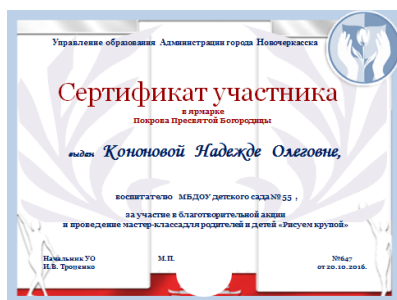 Управление образования Администрации города Новочеркасска
Сертификат участника
в ярмарке
Покрова Пресвятой Богородицы
выдан Кононовой Надежде Олеговне,
воспитателю МБДОУ детского сада № 55 ,
за участие в благотворительной акции
и проведение мастер-класса для родителей и детей «Рисуем крупой»
Начальник УО М.П. №647
И.В. Троценко от 20.10.2016.